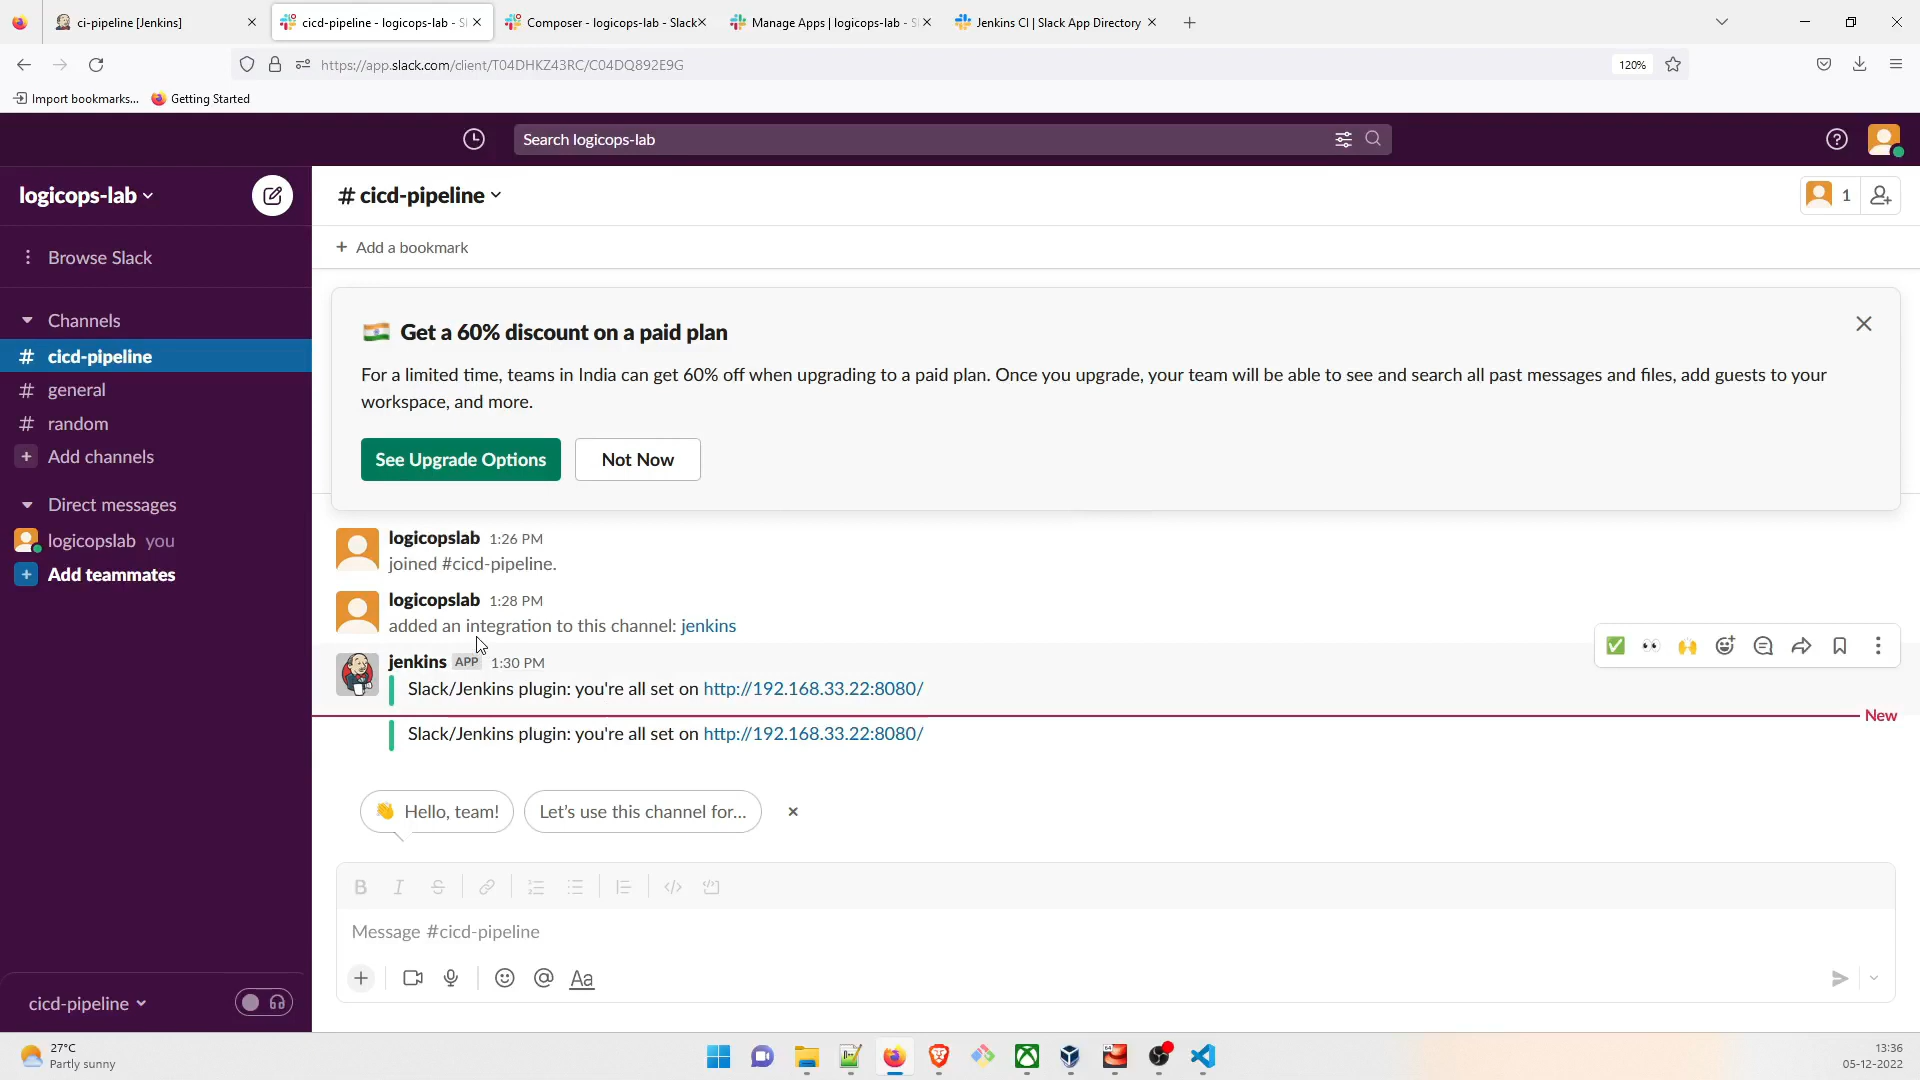 ci-pipeline [Jenkins]
cicd-pipeline - logicops-lab - Sl
Composer - logicops-lab - Slack
Manage Apps | logicops-lab - S
Jenkins CI | Slack App Directory
https://app.slack.com/client/T04DHKZ43RC/C04DQ892E9G
120%
Import bookmarks...
Getting Started
Search logicops-lab
logicops-lab
# cicd-pipeline
1
Browse Slack
+ Add a bookmark
Channels
# cicd-pipeline
# general
# random
+ Add channels
Direct messages
logicopslab you
+ Add teammates
Get a 60% discount on a paid plan
For a limited time, teams in India can get 60% off when upgrading to a paid plan. Once you upgrade, your team will be able to see and search all past messages and files, add guests to your
workspace, and more.
See Upgrade Options
Not Now
logicopslab 1:26 PM
joined #cicd-pipeline.
logicopslab 1:28 PM
added an integration to this channel: jenkins
jenkins APP 1:30 PM
Slack/Jenkins plugin: you're all set on http://192.168.33.22:8080/
New
Slack/Jenkins plugin: you're all set on http://192.168.33.22:8080/
👋 Hello, team!
Let's use this channel for...
Message #cicd-pipeline
Aa
cicd-pipeline
27°C
Partly sunny
13:36
05-12-2022